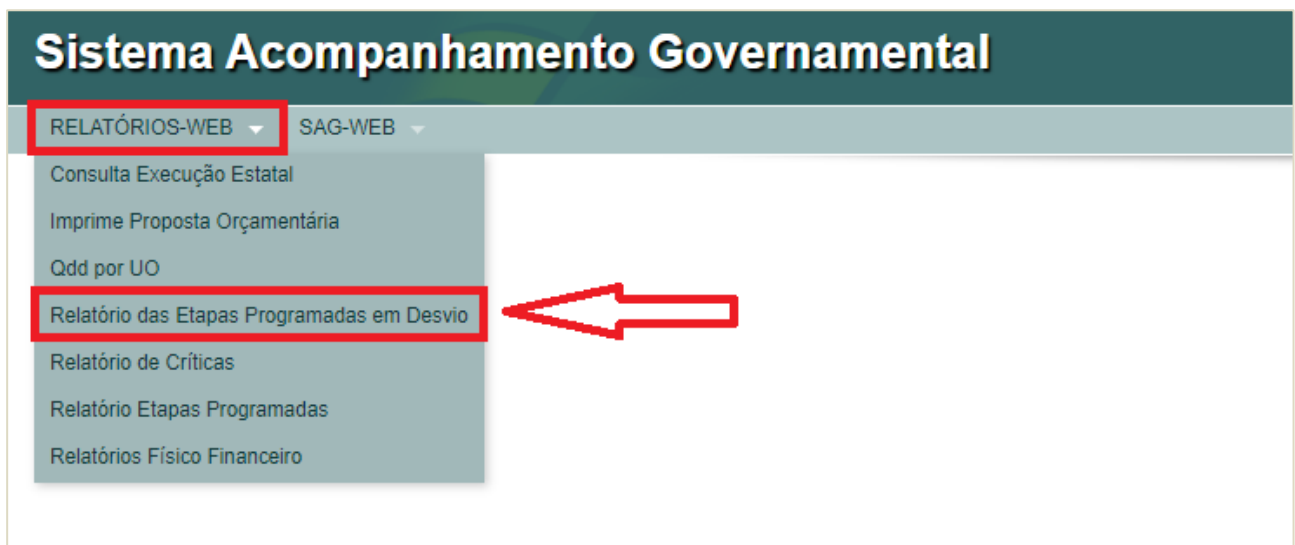 Sistema Acompanhamento Governamental
RELATÓRIOS-WEB SAG-WEB
Consulta Execução Estatal
Imprime Proposta Orçamentária
Qdd por UO
Relatório das Etapas Programadas em Desvio
Relatório de Críticas
Relatório Etapas Programadas
Relatórios Físico Financeiro